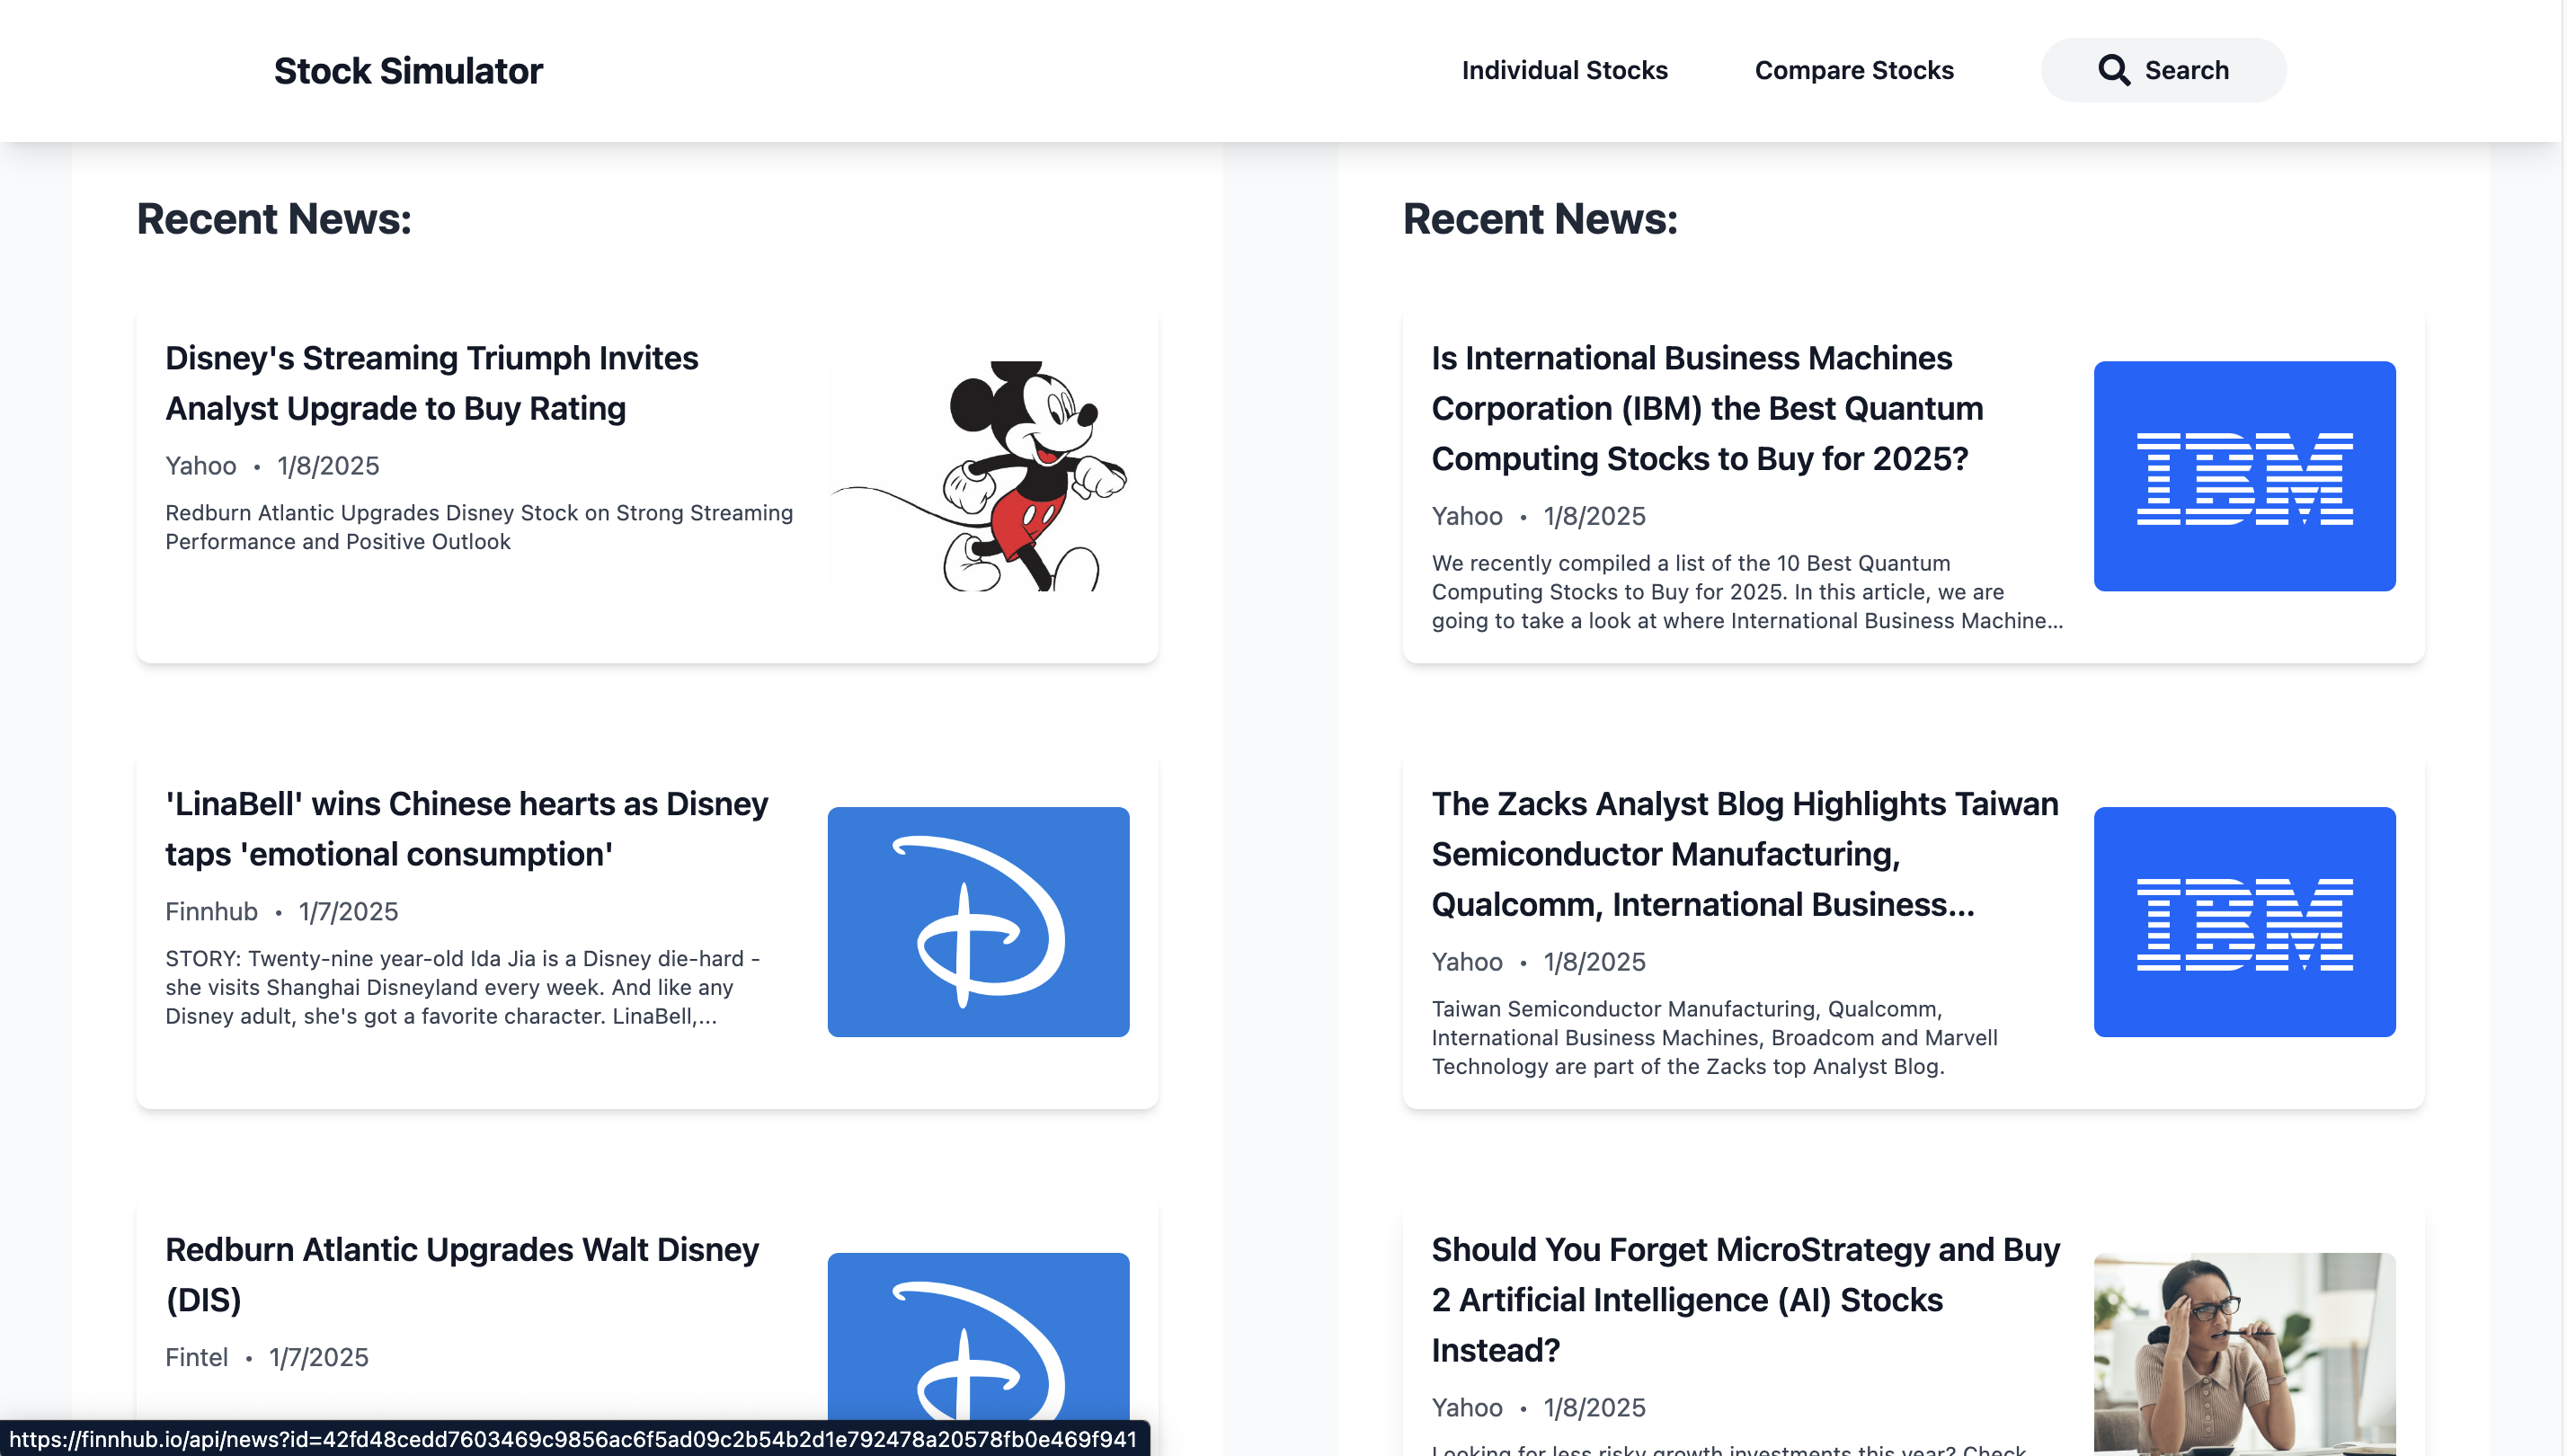 Stock Simulator
Individual Stocks
Compare Stocks
Search
Recent News:
Disney's Streaming Triumph Invites
Analyst Upgrade to Buy Rating
Yahoo • 1/8/2025
Redburn Atlantic Upgrades Disney Stock on Strong Streaming
Performance and Positive Outlook
'LinaBell' wins Chinese hearts as Disney
taps 'emotional consumption'
Finnhub • 1/7/2025
STORY: Twenty-nine year-old Ida Jia is a Disney die-hard -
she visits Shanghai Disneyland every week. And like any
Disney adult, she's got a favorite character. LinaBell,...
Redburn Atlantic Upgrades Walt Disney
(DIS)
Fintel • 1/7/2025
Recent News:
Is International Business Machines
Corporation (IBM) the Best Quantum
Computing Stocks to Buy for 2025?
Yahoo • 1/8/2025
We recently compiled a list of the 10 Best Quantum
Computing Stocks to Buy for 2025. In this article, we are
going to take a look at where International Business Machine...
IBM
The Zacks Analyst Blog Highlights Taiwan
Semiconductor Manufacturing,
Qualcomm, International Business...
Yahoo • 1/8/2025
Taiwan Semiconductor Manufacturing, Qualcomm,
International Business Machines, Broadcom and Marvell
Technology are part of the Zacks top Analyst Blog.
IBM
Should You Forget MicroStrategy and Buy
2 Artificial Intelligence (AI) Stocks
Instead?
Yahoo • 1/8/2025
Looking for less risky growth investments this year? Check
https://finnhub.io/api/news?id=42fd48cedd7603469c9856ac6f5ad09c2b54b2d1e792478a20578fb0e469f941